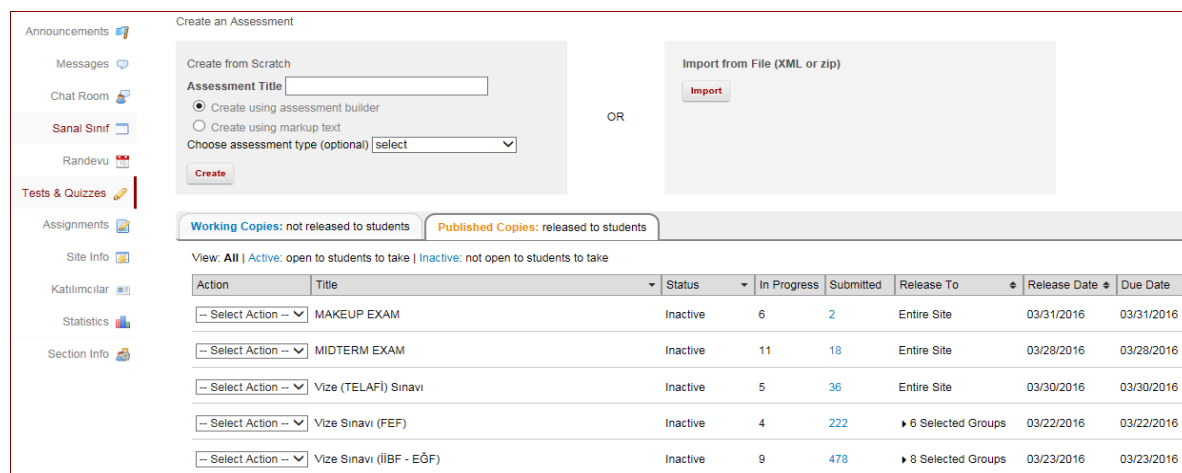 Announcements
Messages
Chat Room
Sanal Sınıf
Randevu
Tests & Quizzes
Assignments
Site Info
Katılımcılar
Statistics
Section Info
Create an Assessment
Create from Scratch
Assessment Title
Create using assessment builder
Create using markup text
Choose assessment type (optional) select
Create
OR
Import from File (XML or zip)
Import
Working Copies: not released to students
Published Copies: released to students
View: All | Active: open to students to take | Inactive: not open to students to take
Action Title Status In Progress Submitted Release To Release Date Due Date
-- Select Action -- MAKEUP EXAM Inactive 6 2 Entire Site 03/31/2016 03/31/2016
-- Select Action -- MIDTERM EXAM Inactive 11 18 Entire Site 03/28/2016 03/28/2016
-- Select Action -- Vize (TELAFİ) Sınavı Inactive 5 36 Entire Site 03/30/2016 03/30/2016
-- Select Action -- Vize Sınavı (FEF) Inactive 4 222 6 Selected Groups 03/22/2016 03/22/2016
-- Select Action -- Vize Sınavı (İİBF - EĞF) Inactive 9 478 8 Selected Groups 03/23/2016 03/23/2016